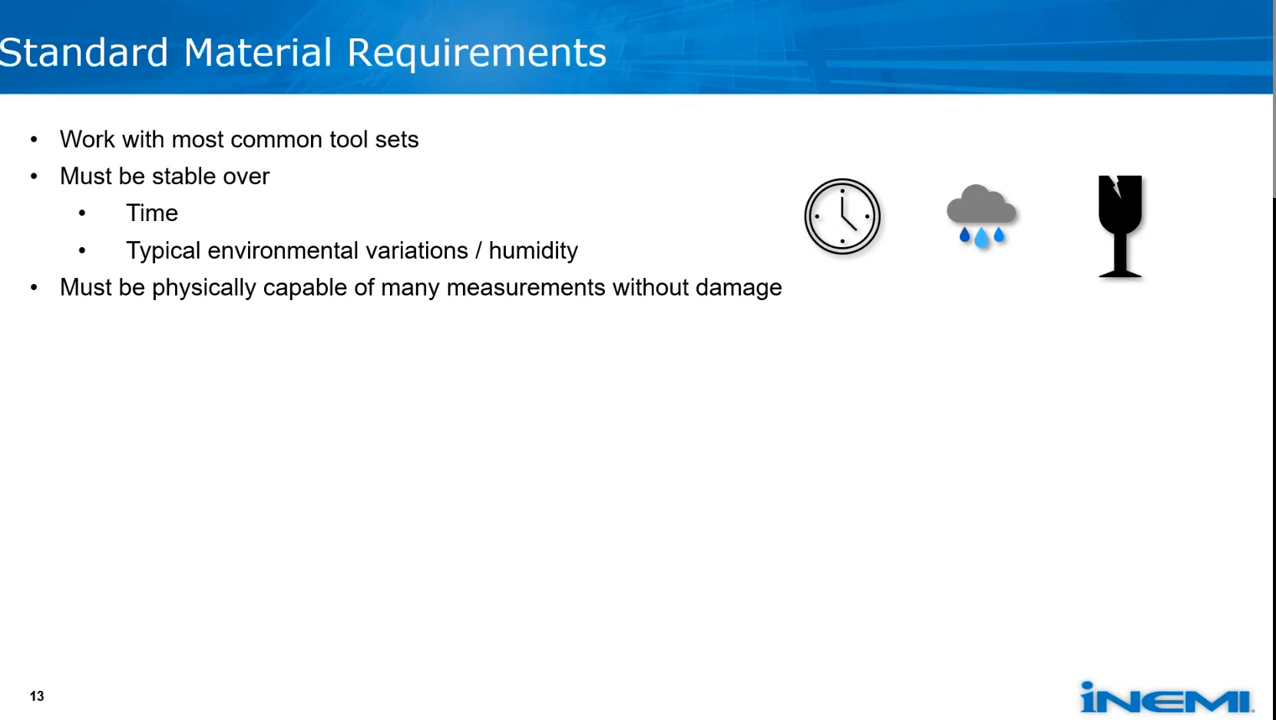 Standard Material Requirements
• Work with most common tool sets
• Must be stable over
• Time
• Typical environmental variations / humidity
• Must be physically capable of many measurements without damage
13
iNEMI